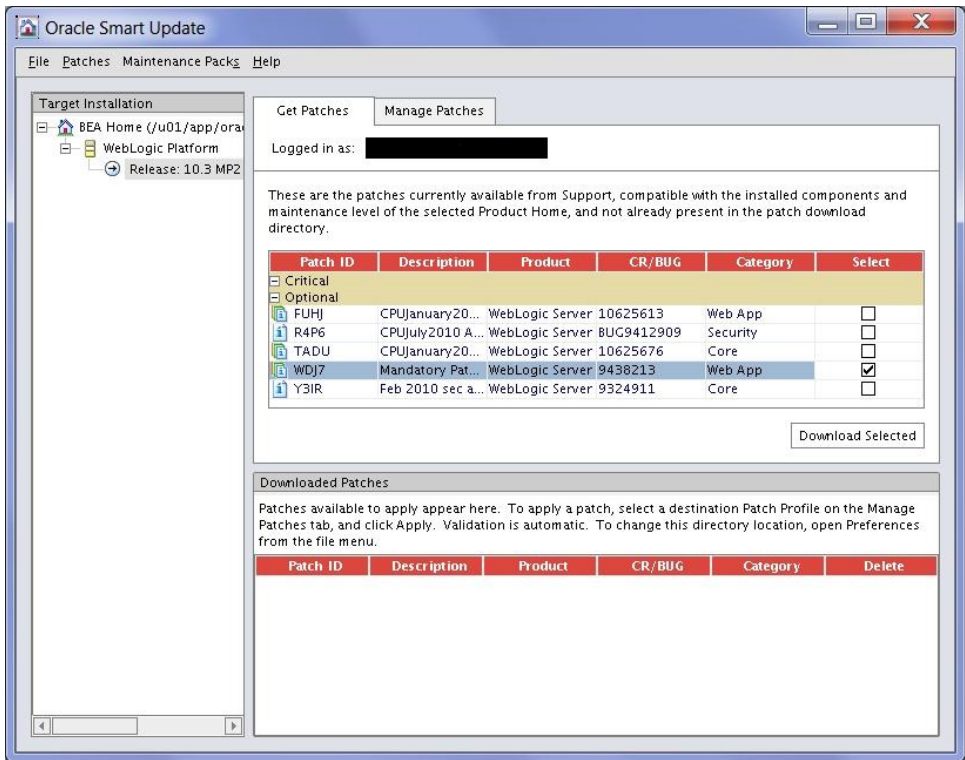 Oracle Smart Update
File Patches Maintenance Packs Help
Target Installation
BEA Home (/u01/app/ora
WebLogic Platform
Release: 10.3 MP2
Get Patches Manage Patches
Logged in as:
These are the patches currently available from Support, compatible with the installed components and
maintenance level of the selected Product Home, and not already present in the patch download
directory.
Patch ID Description Product CR/BUG Category Select
Critical
Optional
FUHJ CPUJanuary20... WebLogic Server 10625613 Web App
R4P6 CPUJuly2010 A... WebLogic Server BUG9412909 Security
TADU CPUJanuary20... WebLogic Server 10625676 Core
WDJ7 Mandatory Pat... WebLogic Server 9438213 Web App
Y3IR Feb 2010 sec a... WebLogic Server 9324911 Core
Download Selected
Downloaded Patches
Patches available to apply appear here. To apply a patch, select a destination Patch Profile on the Manage
Patches tab, and click Apply. Validation is automatic. To change this directory location, open Preferences
from the file menu.
Patch ID Description Product CR/BUG Category Delete